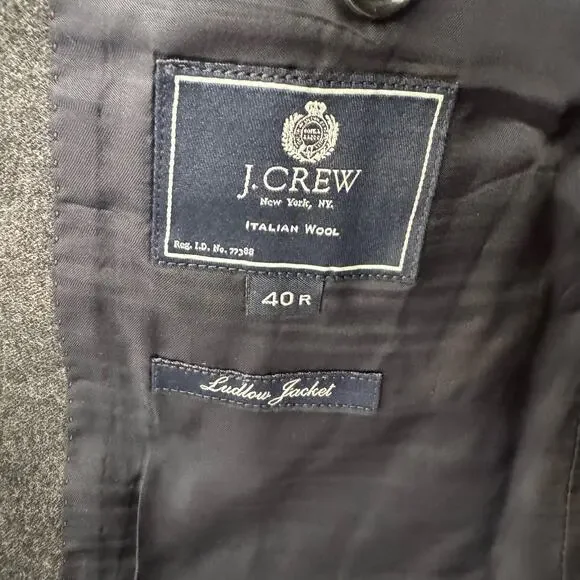 J.CREW
New York, NY.
ITALIAN WOOL
Reg. I.D. No. 77388
40 R
Ludlow Jacket